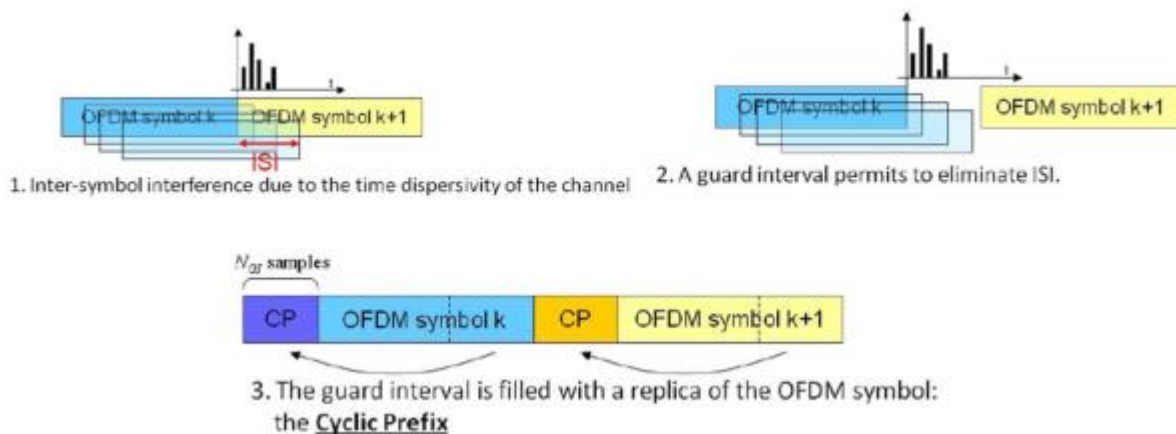 t
OFDM symbol k
OFDM symbol k+1
ISI
1. Inter-symbol interference due to the time dispersivity of the channel
t
OFDM symbol k
OFDM symbol k+1
2. A guard interval permits to eliminate ISI.
samples
CP
OFDM symbol k
CP
OFDM symbol k+1
3. The guard interval is filled with a replica of the OFDM symbol:
the Cyclic Prefix